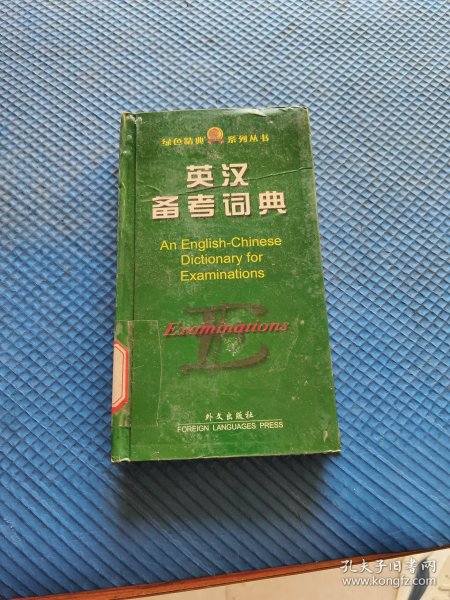 绿色精典 系列丛书
英汉
备考词典
An English-Chinese
Dictionary for
Examinations
E
Examinations
外文出版社
FOREIGN LANGUAGES PRESS
孔夫子旧书网
www.kongfz.com